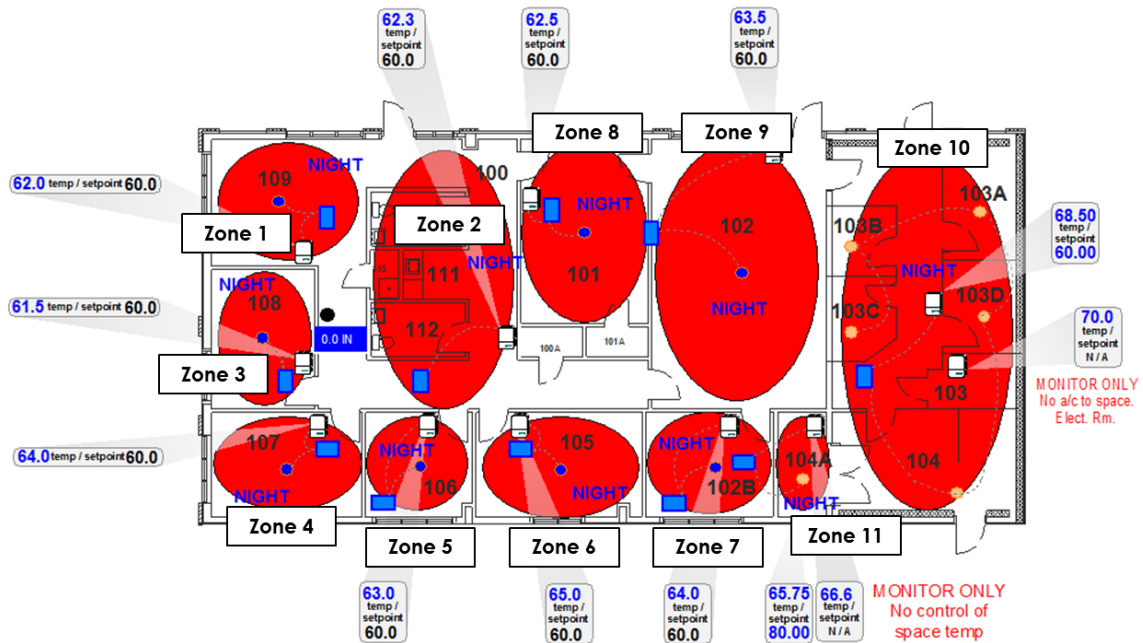 62.3
temp /
setpoint
60.0
62.5
temp /
setpoint
60.0
63.5
temp /
setpoint
60.0
Zone 8
Zone 9
Zone 10
NIGHT
109
100
62.0 temp / setpoint 60.0
Zone 1
Zone 2
111
NIGHT
112
NIGHT
101
102
NIGHT
103A
103B
NIGHT
103D
103C
103
68.50
temp /
setpoint
60.00
NIGHT
108
61.5 temp / setpoint 60.0
0.0 IN
100A
101A
Zone 3
70.0
temp /
setpoint
N / A
MONITOR ONLY
No a/c to space.
Elect. Rm.
64.0 temp / setpoint 60.0
107
NIGHT
NIGHT
106
105
NIGHT
NIGHT
102B
104A
NIGHT
104
Zone 4
Zone 5
Zone 6
Zone 7
Zone 11
63.0
temp /
setpoint
60.0
65.0
temp /
setpoint
60.0
64.0
temp /
setpoint
60.0
65.75
temp /
setpoint
80.00
66.6
temp /
setpoint
N / A
MONITOR ONLY
No control of
space temp